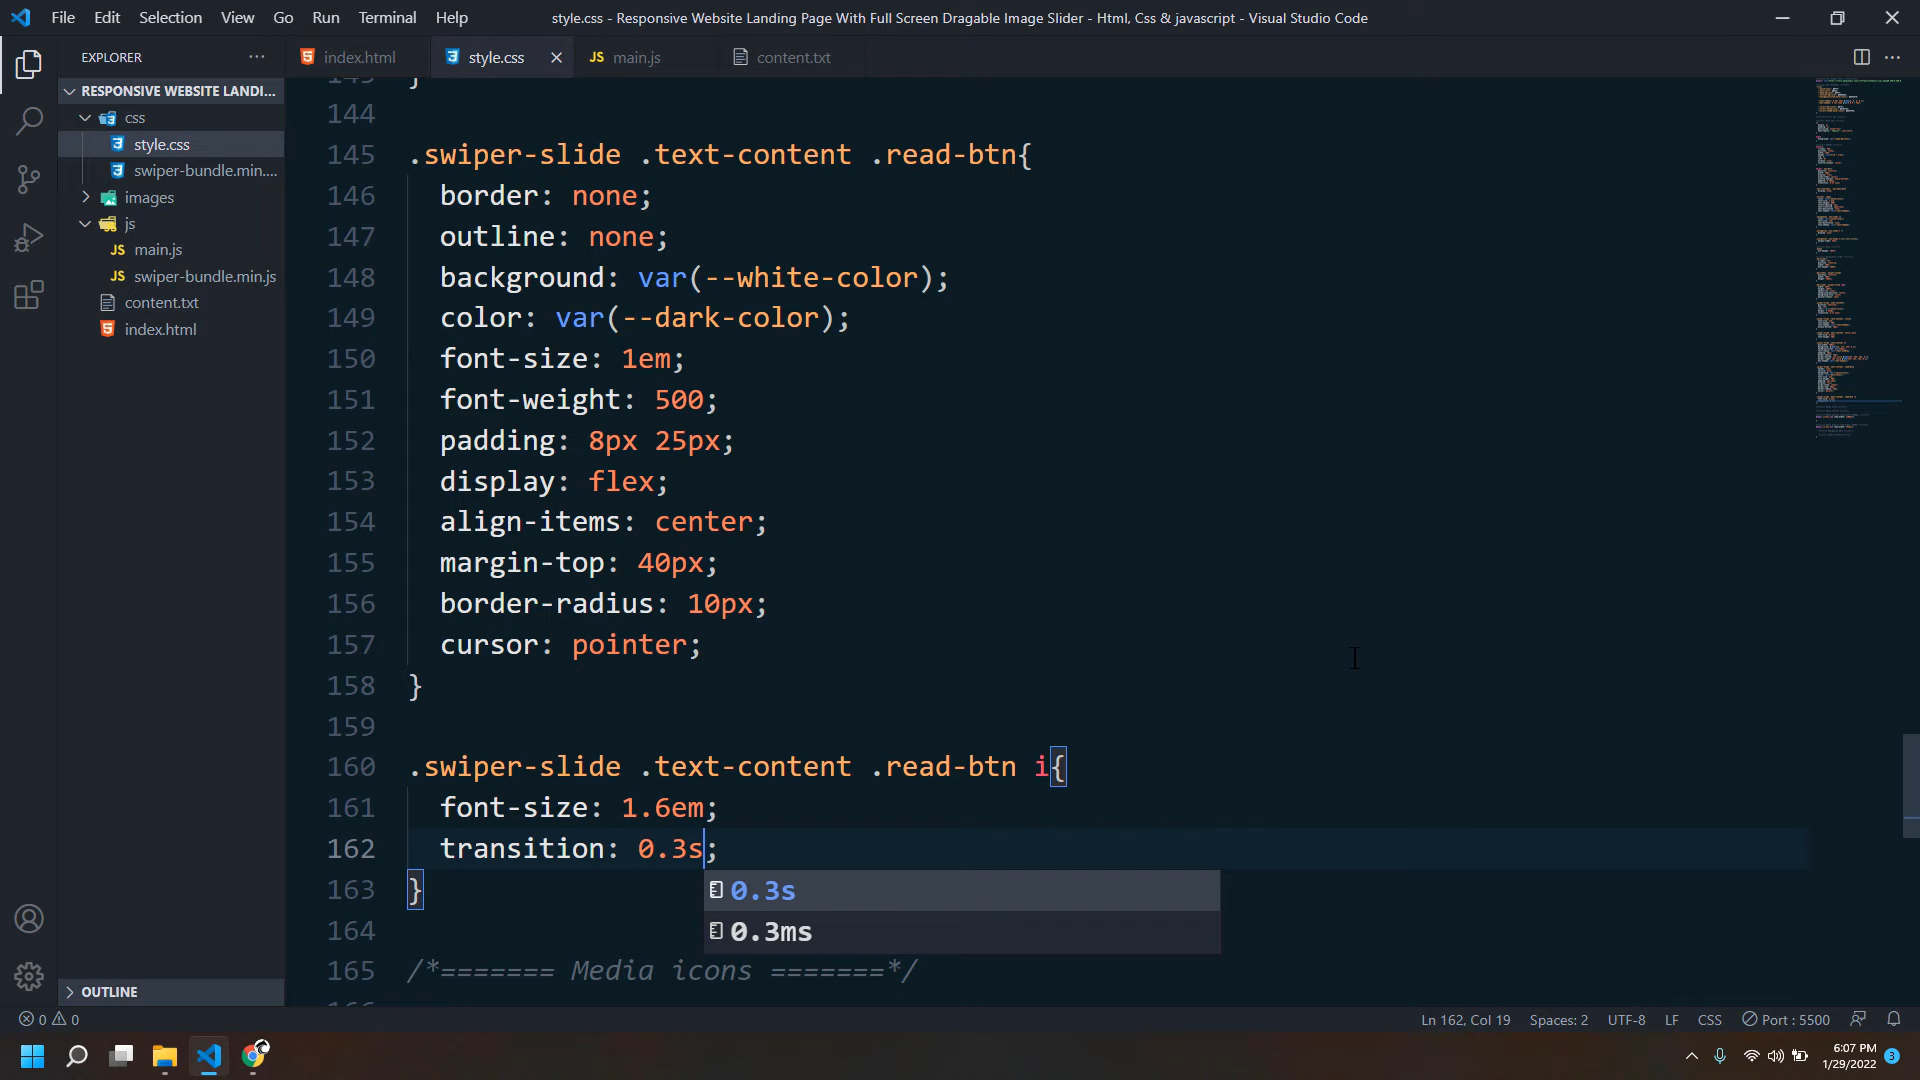 File Edit Selection View Go Run Terminal Help
style.css - Responsive Website Landing Page With Full Screen Dragable Image Slider - Html, Css & javascript - Visual Studio Code
EXPLORER
index.html
style.css
JS main.js
content.txt
RESPONSIVE WEBSITE LANDI...
css
style.css
swiper-bundle.min....
images
js
JS main.js
JS swiper-bundle.min.js
content.txt
index.html
OUTLINE
144
145 .swiper-slide .text-content .read-btn{
146 border: none;
147 outline: none;
148 background: var(--white-color);
149 color: var(--dark-color);
150 font-size: 1em;
151 font-weight: 500;
152 padding: 8px 25px;
153 display: flex;
154 align-items: center;
155 margin-top: 40px;
156 border-radius: 10px;
157 cursor: pointer;
158 }
159
160 .swiper-slide .text-content .read-btn i{
161 font-size: 1.6em;
162 transition: 0.3s;
163 }
0.3s
0.3ms
164
165 /*======= Media icons =======*/
0 0
Ln 162, Col 19 Spaces: 2 UTF-8 LF CSS Port : 5500
6:07 PM
1/29/2022
3